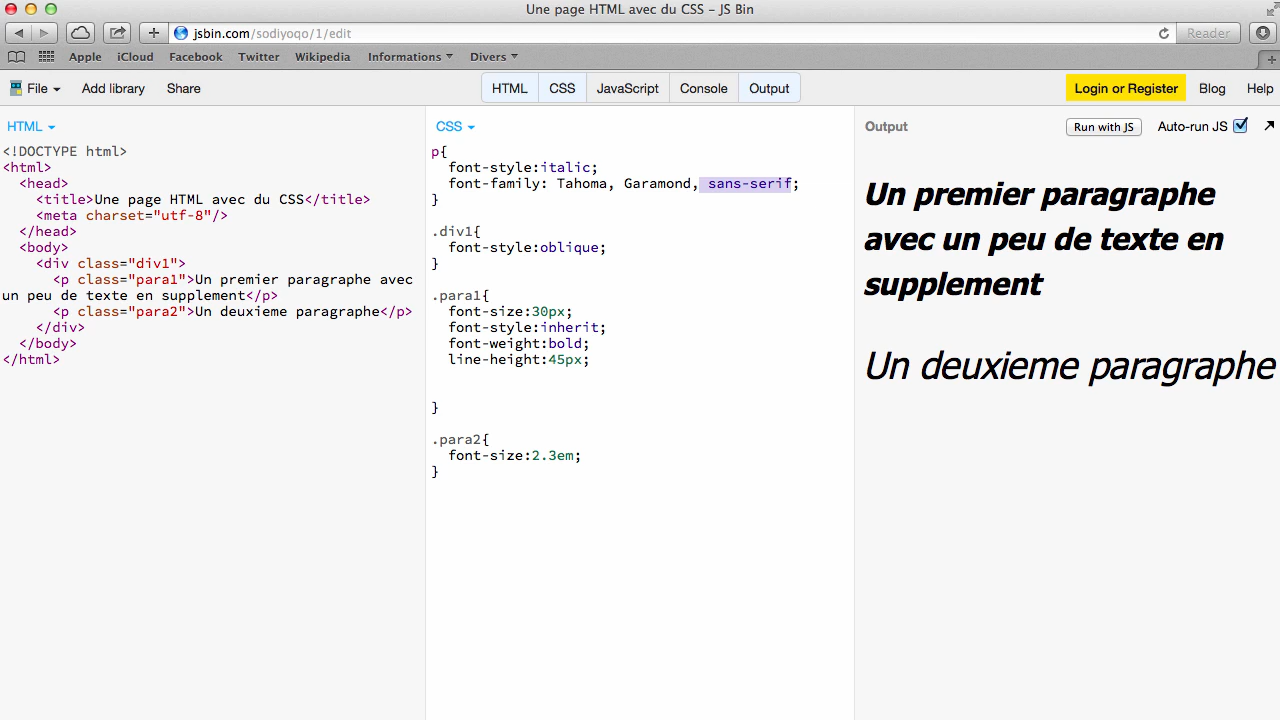 Une page HTML avec du CSS – JS Bin
jsbin.com/sodiyoqo/1/edit
Reader
Apple iCloud Facebook Twitter Wikipedia Informations Divers
File Add library Share HTML CSS JavaScript Console Output Login or Register Blog Help
HTML
<!DOCTYPE html>
<html>
  <head>
    <title>Une page HTML avec du CSS</title>
    <meta charset="utf-8"/>
  </head>
  <body>
    <div class="div1">
      <p class="para1">Un premier paragraphe avec
un peu de texte en supplement</p>
      <p class="para2">Un deuxieme paragraphe</p>
    </div>
  </body>
</html>
CSS
p{
  font-style:italic;
  font-family: Tahoma, Garamond, sans-serif;
}
.div1{
  font-style:oblique;
}
.para1{
  font-size:30px;
  font-style:inherit;
  font-weight:bold;
  line-height:45px;
}
.para2{
  font-size:2.3em;
}
Output Run with JS Auto-run JS
Un premier paragraphe
avec un peu de texte en
supplement
Un deuxieme paragraphe